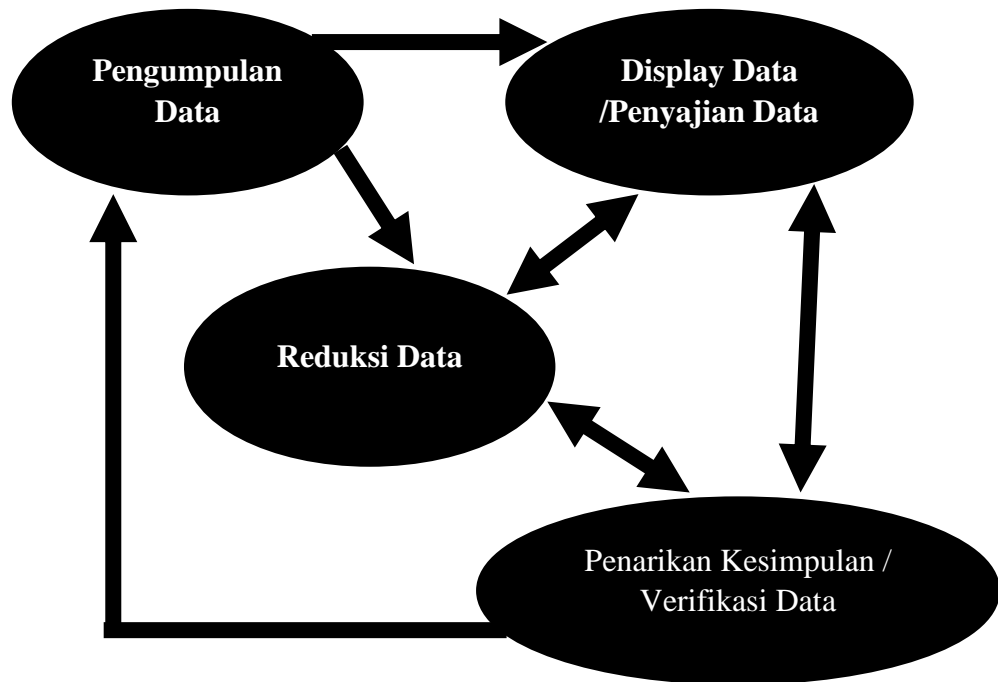 Pengumpulan
Data
Display Data
/Penyajian Data
Reduksi Data
Penarikan Kesimpulan /
Verifikasi Data